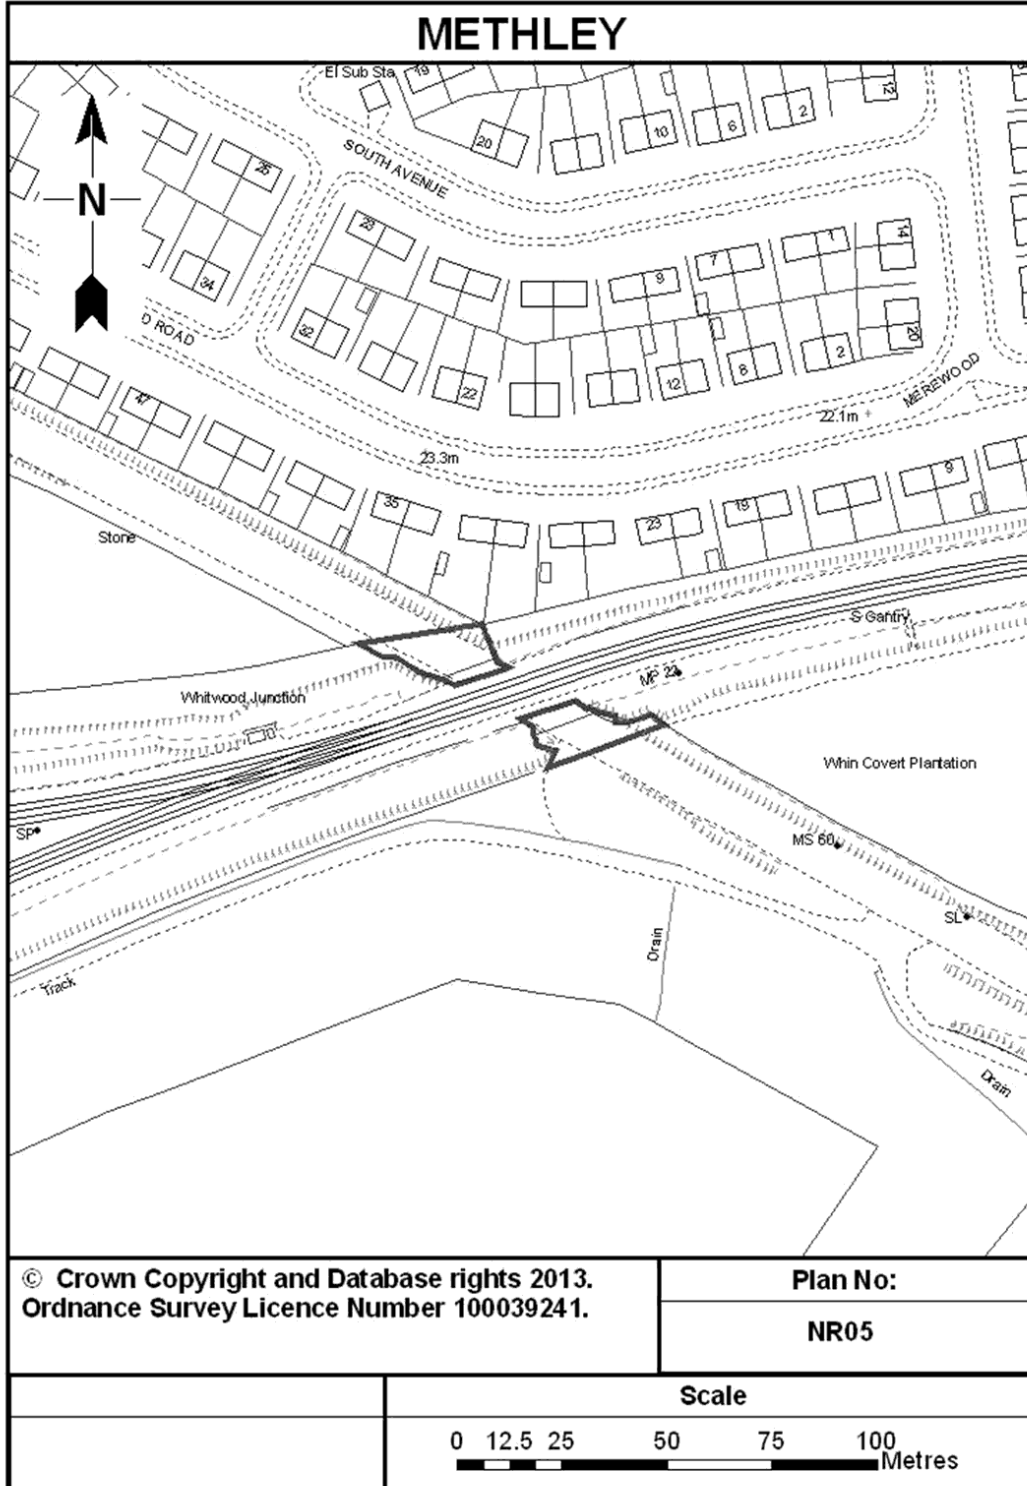 METHLEY
El Sub Sta
19
12
20
10
6
2
SOUTH AVENUE
25
N
34
23
14
1
7
9
D ROAD
32
20
2
8
12
22
MEREWOOD
22.1m
47
23.3m
35
9
19
23
Stone
S Gantry
MP 22
Whitwood Junction
Whin Covert Plantation
SP
MS 60
SL
Drain
Track
Drain
© Crown Copyright and Database rights 2013.
Ordnance Survey Licence Number 100039241.
Plan No:
NR05
Scale
0 12.5 25 50 75 100
Metres